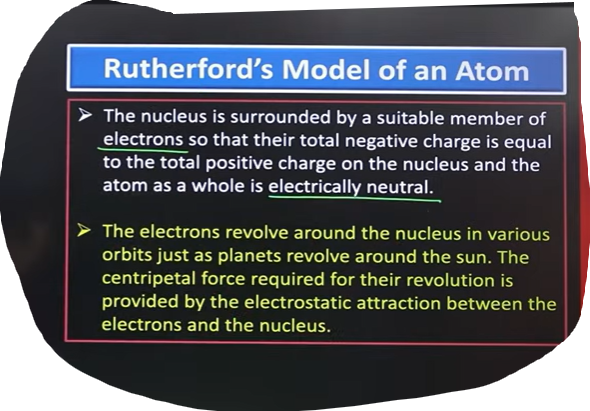 Rutherford's Model of an Atom
➢ The nucleus is surrounded by a suitable member of
electrons so that their total negative charge is equal
to the total positive charge on the nucleus and the
atom as a whole is electrically neutral.
➢ The electrons revolve around the nucleus in various
orbits just as planets revolve around the sun. The
centripetal force required for their revolution is
provided by the electrostatic attraction between the
electrons and the nucleus.